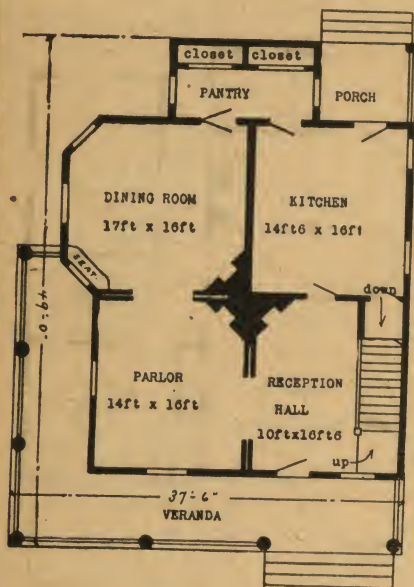 closet closet
PANTRY
PORCH
DINING ROOM
17ft x 16ft
KITCHEN
14ft6 x 16ft
SEAT
down
49'-0"
PARLOR
14ft x 16ft
RECEPTION
HALL
10ftx16ft6
up
37'-6"
VERANDA